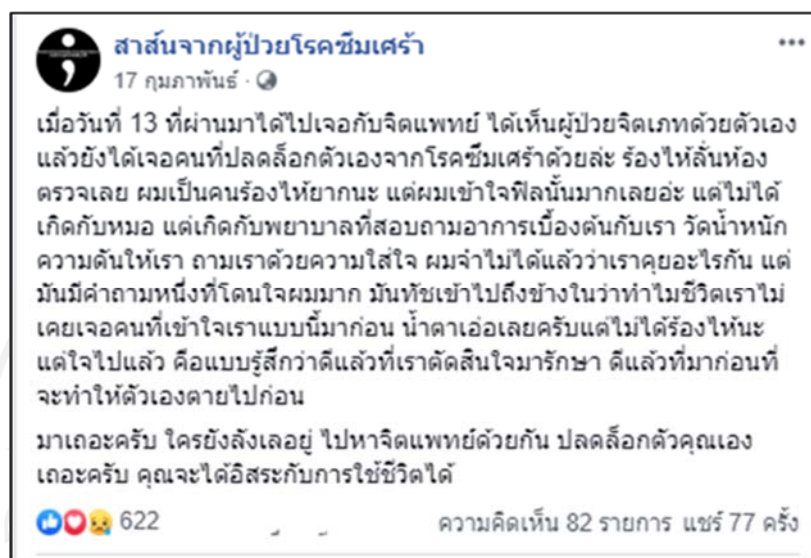 สาส์นจากผู้ป่วยโรคซึมเศร้า
17 กุมภาพันธ์ ·
เมื่อวันที่ 13 ที่ผ่านมาได้ไปเจอกับจิตแพทย์ ได้เห็นผู้ป่วยจิตเภทด้วยตัวเอง
แล้วยังได้เจอคนที่ปลดล็อกตัวเองจากโรคซึมเศร้าด้วยล่ะ ร้องไห้ลั่นห้อง
ตรวจเลย ผมเป็นคนร้องไห้ยากนะ แต่ผมเข้าใจฟีลนั้นมากเลยอ่ะ แต่ไม่ได้
เกิดกับหมอ แต่เกิดกับพยาบาลที่สอบถามอาการเบื้องต้นกับเรา วัดน้ำหนัก
ความดันให้เรา ถามเราด้วยความใส่ใจ ผมจำไม่ได้แล้วว่าเราคุยอะไรกัน แต่
มันมีคำถามหนึ่งที่โดนใจผมมาก มันทัชเข้าไปถึงข้างในว่าทำไมชีวิตเราไม่
เคยเจอคนที่เข้าใจเราแบบนี้มาก่อน น้ำตาเอ่อเลยครับแต่ไม่ได้ร้องไห้นะ
แต่ใจไปแล้ว คือแบบรู้สึกว่าดีแล้วที่เราตัดสินใจมารักษา ดีแล้วที่มาก่อนที่
จะทำให้ตัวเองตายไปก่อน
มาเถอะครับ ใครยังลังเลอยู่ ไปหาจิตแพทย์ด้วยกัน ปลดล็อกตัวคุณเอง
เถอะครับ คุณจะได้อิสระกับการใช้ชีวิตได้
622 ความคิดเห็น 82 รายการ แชร์ 77 ครั้ง